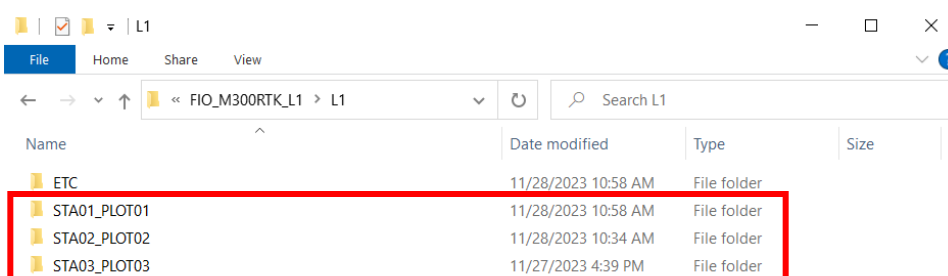 L1
File Home Share View
« FIO_M300RTK_L1 > L1 Search L1
Name Date modified Type Size
ETC 11/28/2023 10:58 AM File folder
STA01_PLOT01 11/28/2023 10:58 AM File folder
STA02_PLOT02 11/28/2023 10:34 AM File folder
STA03_PLOT03 11/27/2023 4:39 PM File folder